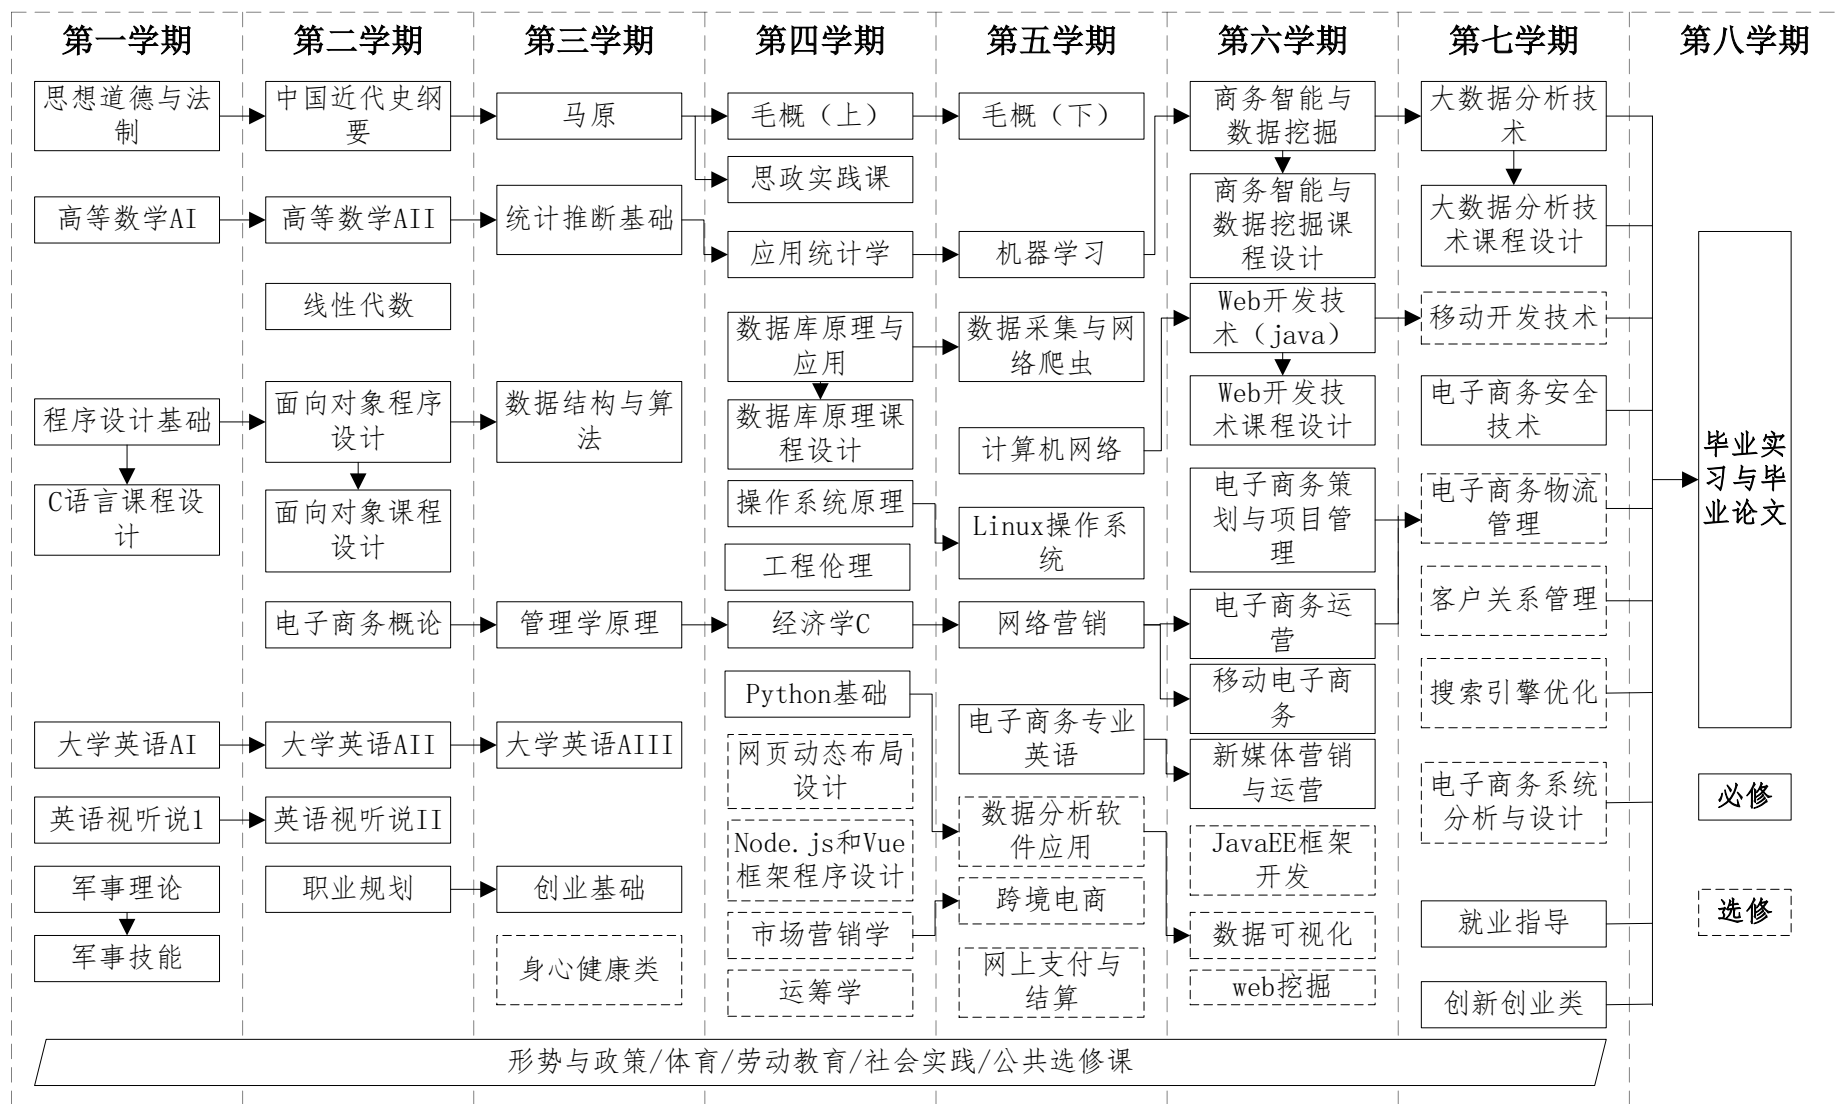 第一学期
第二学期
第三学期
第四学期
第五学期
第六学期
第七学期
第八学期
思想道德与法
制
高等数学AI
程序设计基础
C语言课程设
计
大学英语AI
英语视听说1
军事理论
军事技能
中国近代史纲
要
高等数学AII
线性代数
面向对象程序
设计
面向对象课程
设计
电子商务概论
大学英语AII
英语视听说II
职业规划
马原
统计推断基础
数据结构与算
法
管理学原理
大学英语AIII
创业基础
身心健康类
毛概（上）
思政实践课
应用统计学
数据库原理与
应用
数据库原理课
程设计
操作系统原理
工程伦理
经济学C
Python基础
网页动态布局
设计
Node.js和Vue
框架程序设计
市场营销学
运筹学
毛概（下）
机器学习
数据采集与网
络爬虫
计算机网络
Linux操作系
统
网络营销
电子商务专业
英语
数据分析软
件应用
跨境电商
网上支付与
结算
商务智能与
数据挖掘
商务智能与
数据挖掘课
程设计
Web开发技
术（java）
Web开发技
术课程设计
电子商务策
划与项目管
理
电子商务运
营
移动电子商
务
新媒体营销
与运营
JavaEE框架
开发
数据可视化
web挖掘
大数据分析技
术
大数据分析技
术课程设计
移动开发技术
电子商务安全
技术
电子商务物流
管理
客户关系管理
搜索引擎优化
电子商务系统
分析与设计
就业指导
创新创业类
毕业实
习与毕
业论文
必修
选修
形势与政策/体育/劳动教育/社会实践/公共选修课